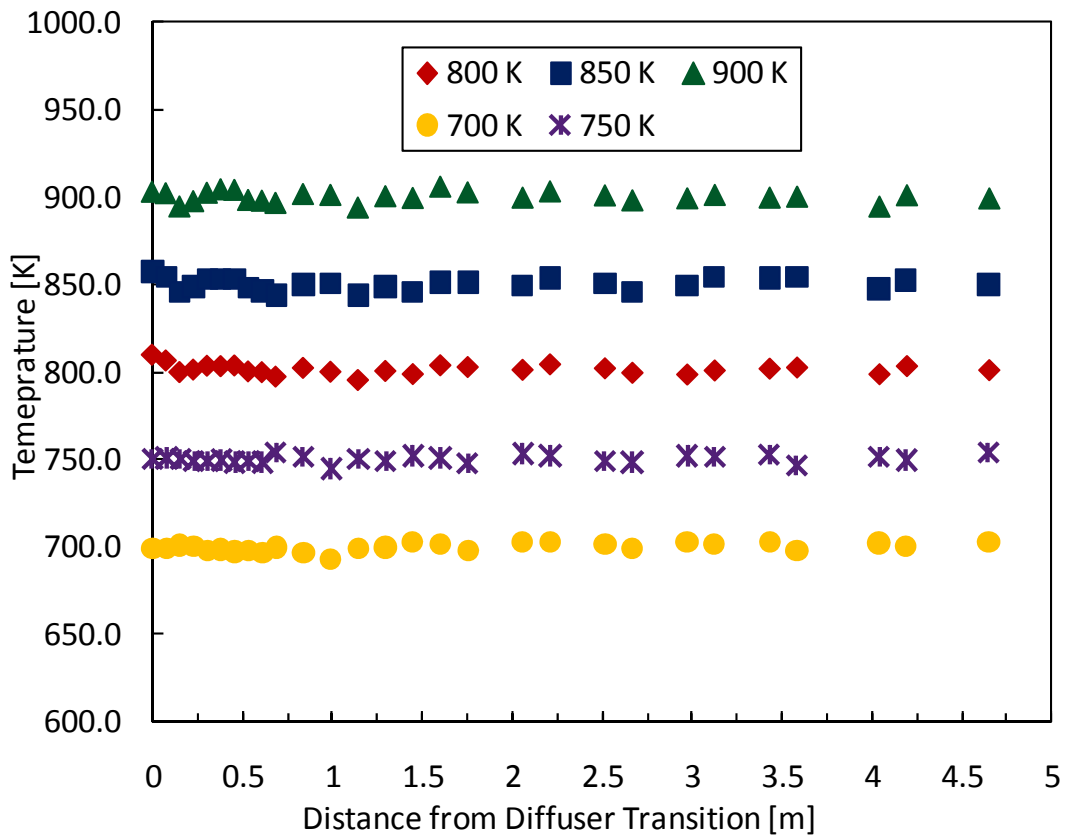 1000.0
950.0
900.0
850.0
800.0
750.0
700.0
650.0
600.0
Temeprature [K]
800 K 850 K 900 K
700 K 750 K
0 0.5 1 1.5 2 2.5 3 3.5 4 4.5 5
Distance from Diffuser Transition [m]